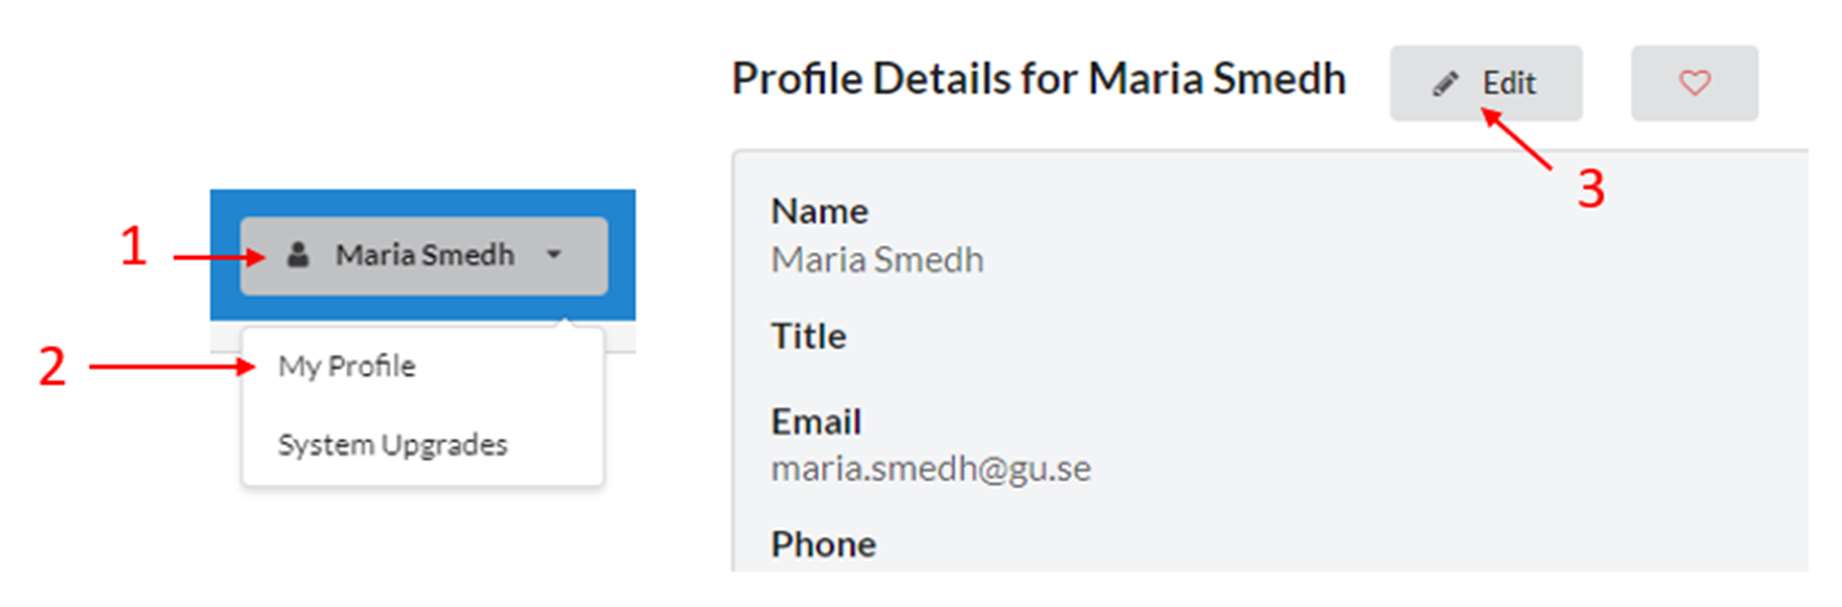 1
Maria Smedh
2
My Profile
System Upgrades
Profile Details for Maria Smedh
Edit
3
Name
Maria Smedh
Title
Email
maria.smedh@gu.se
Phone